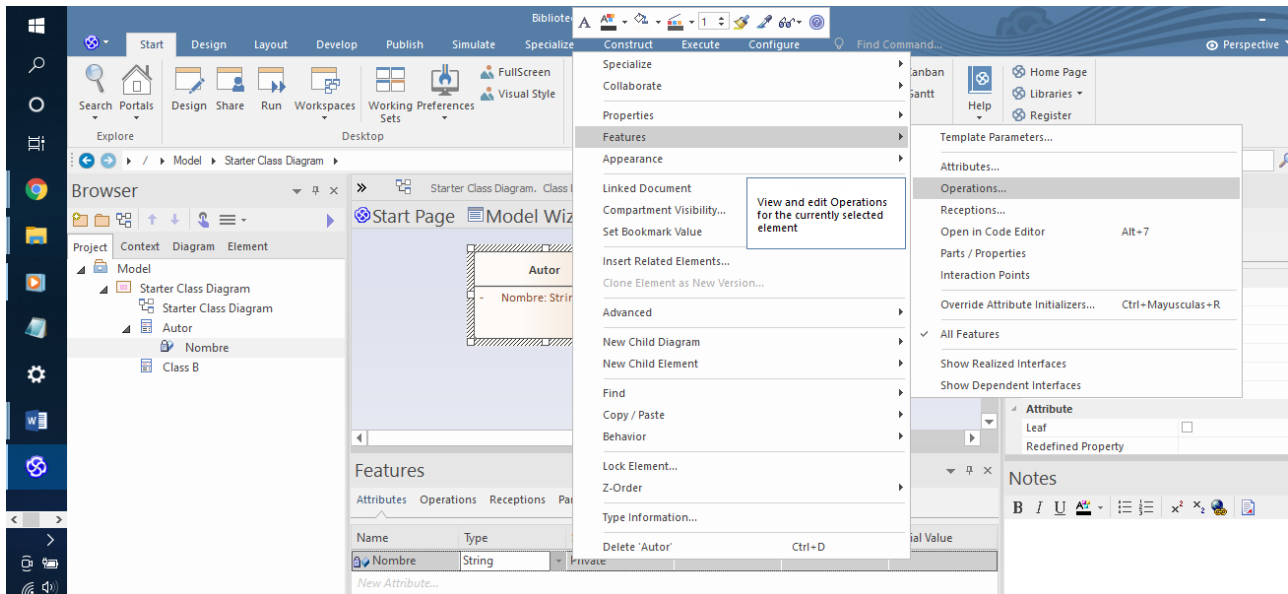 Bibliote
A 1
Start Design Layout Develop Publish Simulate Specialize Construct Execute Configure Find Command... Perspective
Search Portals Design Share Run Workspaces Working Sets Preferences FullScreen Visual Style
Explore Desktop
Kanban
Gantt
Help
Home Page
Libraries
Register
/ Model Starter Class Diagram
Browser
Project Context Diagram Element
Model
Starter Class Diagram
Starter Class Diagram
Autor
Nombre
Class B
Starter Class Diagram. Class
Start Page Model Wiz
Autor
- Nombre: Strin
Specialize
Collaborate
Properties
Features
Appearance
Linked Document
Compartment Visibility...
Set Bookmark Value
Insert Related Elements...
Clone Element as New Version...
Advanced
New Child Diagram
New Child Element
Find
Copy / Paste
Behavior
Lock Element...
Z-Order
Type Information...
Delete 'Autor' Ctrl+D
View and edit Operations
for the currently selected
element
Template Parameters...
Attributes...
Operations...
Receptions...
Open in Code Editor Alt+7
Parts / Properties
Interaction Points
Override Attribute Initializers... Ctrl+Mayusculas+R
All Features
Show Realized Interfaces
Show Dependent Interfaces
Attribute
Leaf
Redefined Property
Features
Attributes Operations Receptions Pa
Name Type ial Value
Nombre String Private
New Attribute...
Notes
B I U A x² x₂